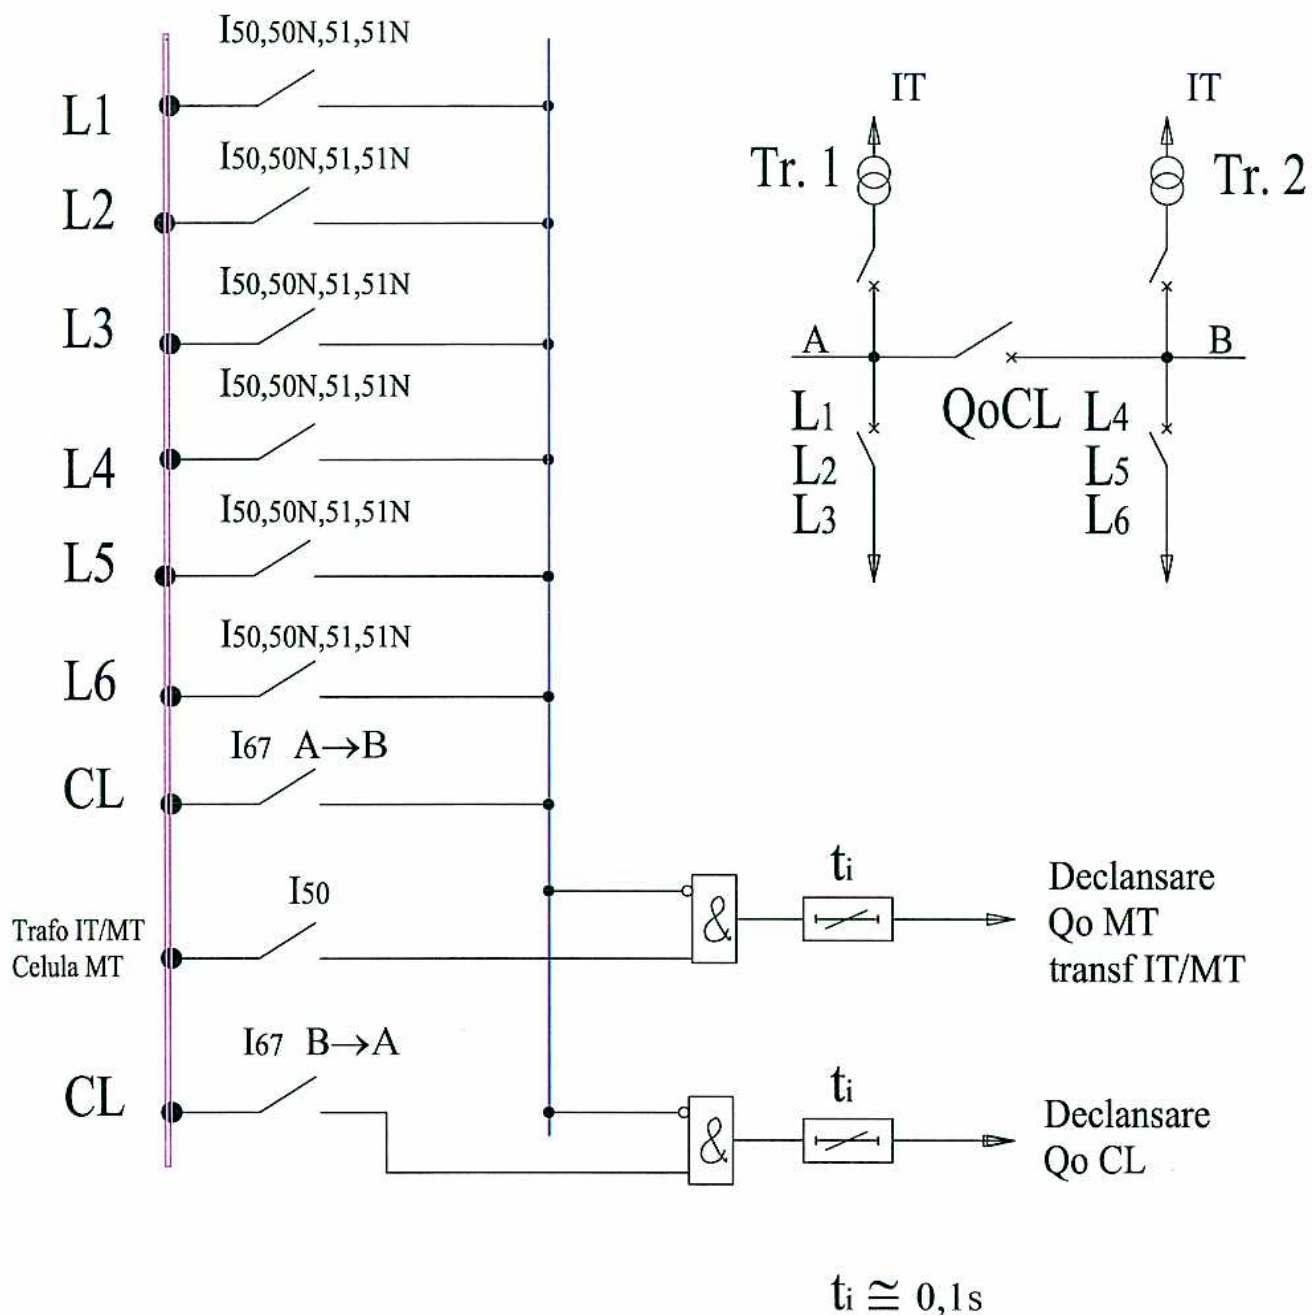 I50,50N,51,51N
L1
I50,50N,51,51N
L2
I50,50N,51,51N
L3
I50,50N,51,51N
L4
I50,50N,51,51N
L5
I50,50N,51,51N
L6
I67 A→B
CL
I50
Trafo IT/MT
Celula MT
I67 B→A
CL
IT
IT
Tr. 1
Tr. 2
A
B
QoCL
L1
L2
L3
L4
L5
L6
&
ti
Declansare
Qo MT
transf IT/MT
&
ti
Declansare
Qo CL
ti ≅ 0,1s